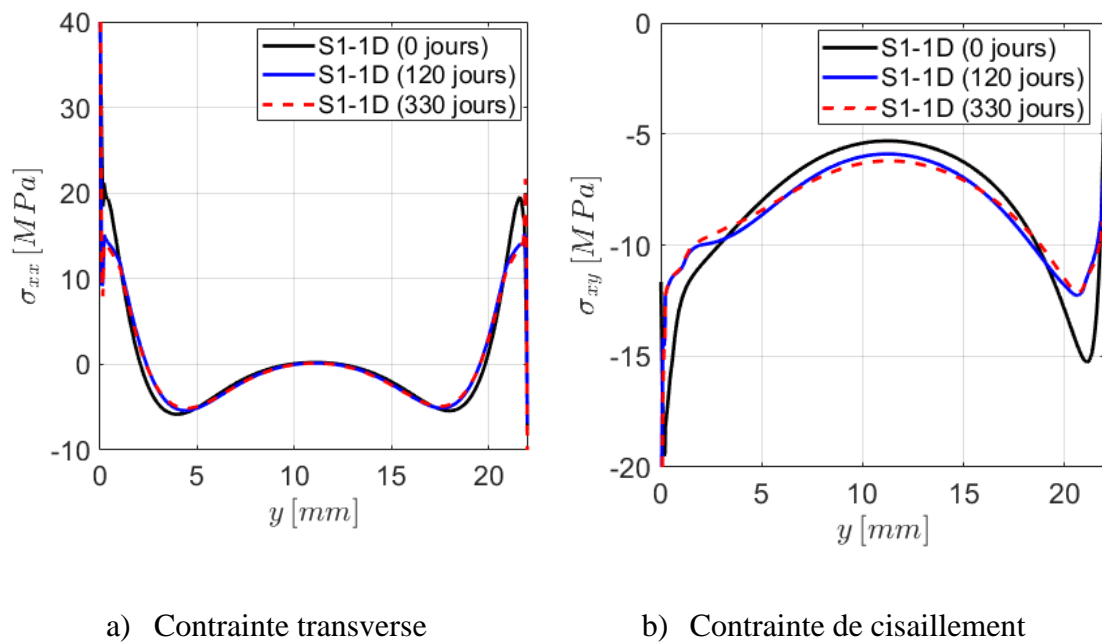 40
30
20
10
0
-10
0
5
10
15
20
σxx [MPa]
y [mm]
S1-1D (0 jours)
S1-1D (120 jours)
S1-1D (330 jours)
0
-5
-10
-15
-20
0
5
10
15
20
σxy [MPa]
y [mm]
S1-1D (0 jours)
S1-1D (120 jours)
S1-1D (330 jours)
a) Contrainte transverse
b) Contrainte de cisaillement